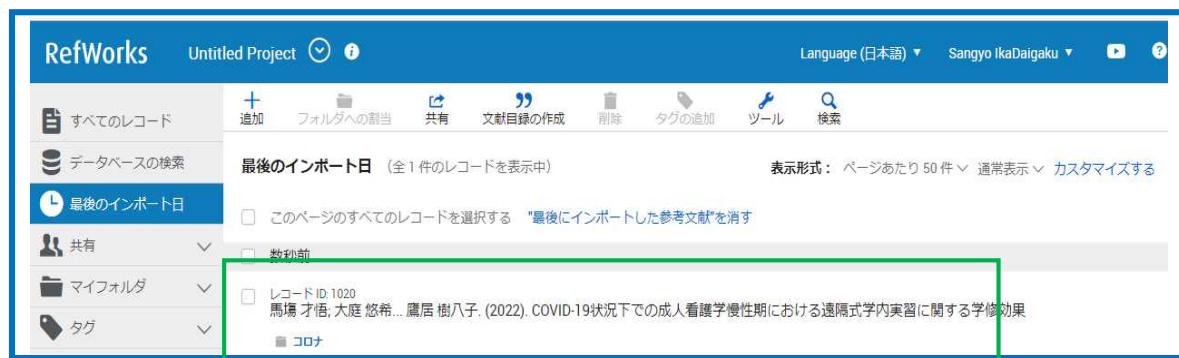 RefWorks Untitled Project
Language (日本語) ▼ Sangyo IkaDaigaku ▼
すべてのレコード
データベースの検索
最後のインポート日
共有
マイフォルダ
タグ
追加 フォルダへの割当 共有 文献目録の作成 削除 タグの追加 ツール 検索
最後のインポート日 (全1件のレコードを表示中) 表示形式: ページあたり 50 件 通常表示 カスタマイズする
このページのすべてのレコードを選択する "最後にインポートした参考文献"を消す
数秒前
レコード ID: 1020
馬場 才悟; 大庭 悠希... 鷹居 樹八子. (2022). COVID-19状況下での成人看護学慢性期における遠隔式学内実習に関する学修効果
コロナ